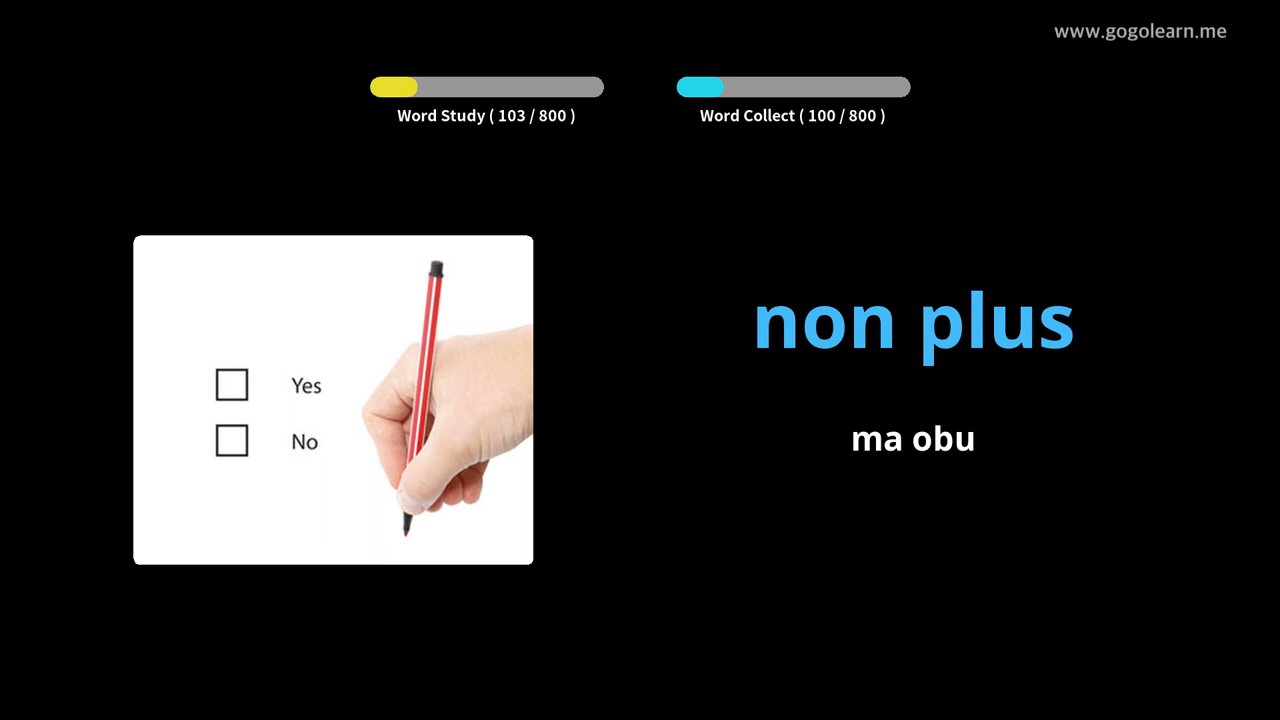 www.gogolearn.me
Word Study ( 103 / 800 )
Word Collect ( 100 / 800 )
Yes
No
non plus
ma obu